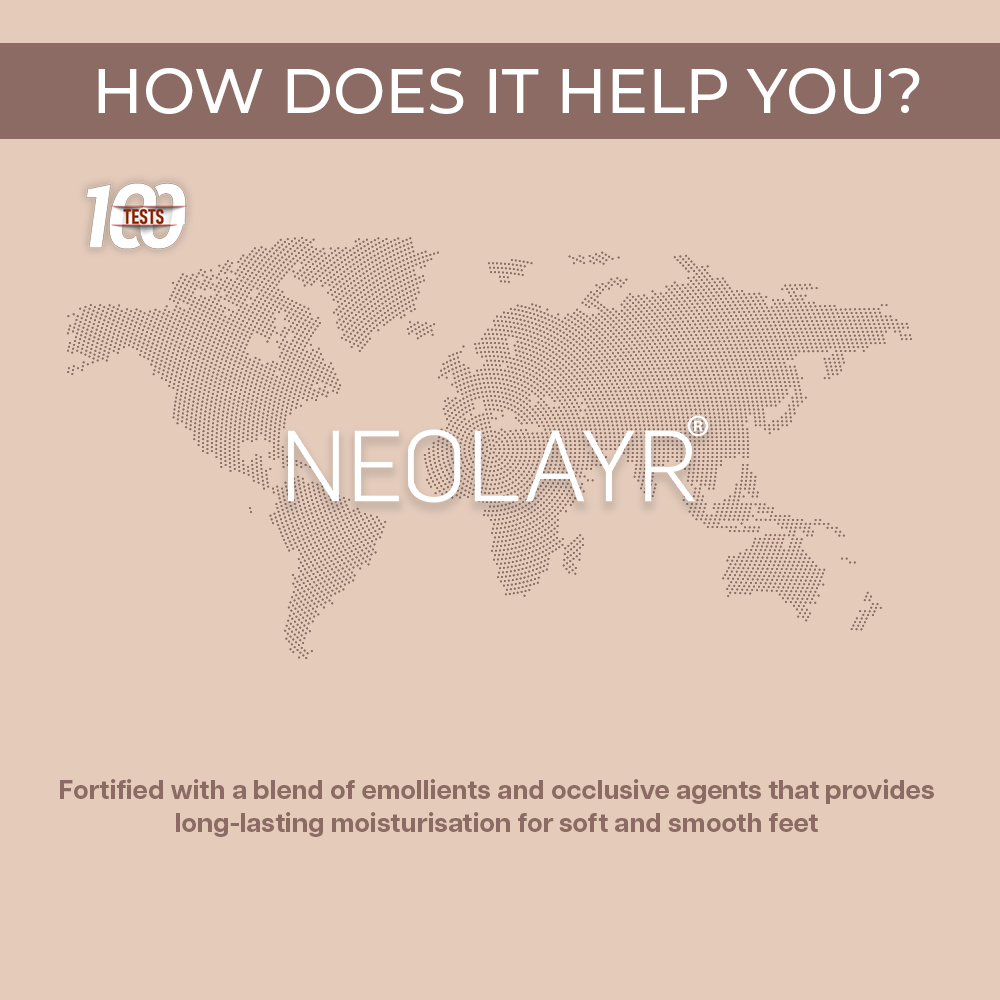 HOW DOES IT HELP YOU?
100
TESTS
NEOLAYR®
Fortified with a blend of emollients and occlusive agents that provides
long-lasting moisturisation for soft and smooth feet